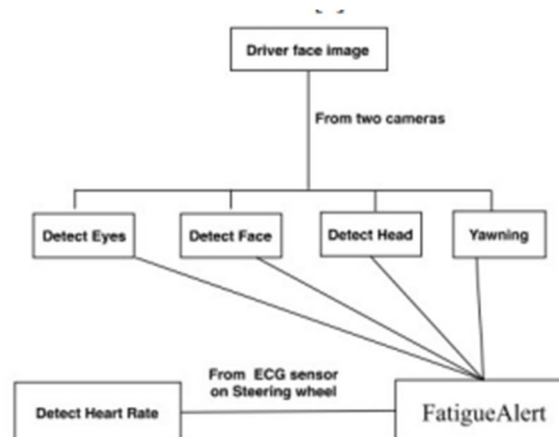 Driver face image
From two cameras
Detect Eyes
Detect Face
Detect Head
Yawning
From ECG sensor
on Steering wheel
Detect Heart Rate
FatigueAlert